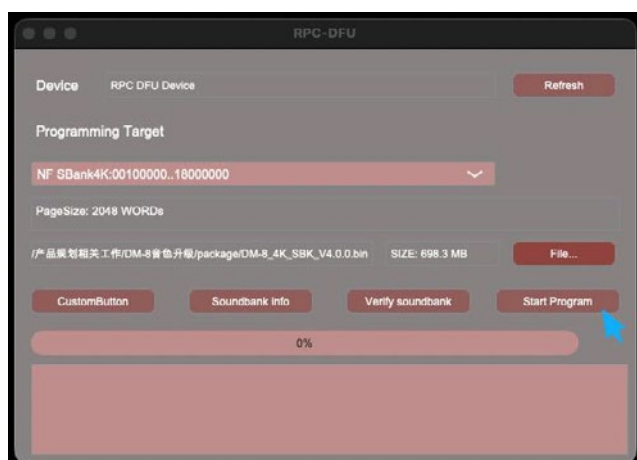 RPC-DFU
Device RPC DFU Device Refresh
Programming Target
NF SBank4K:00100000..18000000
PageSize: 2048 WORDs
/产品规划相关工作/DM-8音色升级/package/DM-8_4K_SBK_V4.0.0.bin SIZE: 698.3 MB File...
CustomButton Soundbank info Verify soundbank Start Program
0%